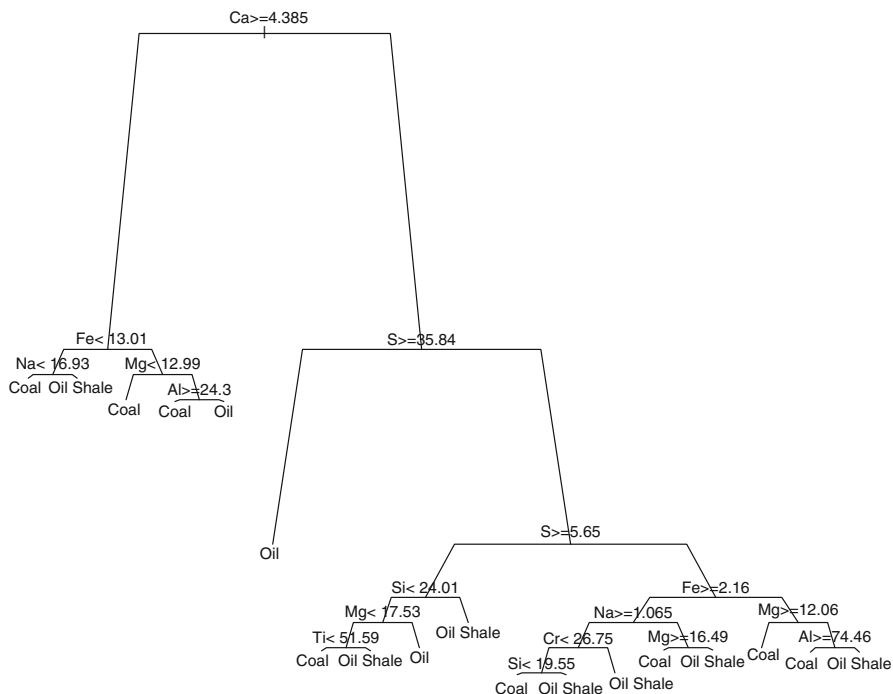 Ca>=4.385
Fe< 13.01
S>=35.84
Na< 16.93
Mg< 12.99
Coal
Oil Shale
Coal
Al>=24.3
Coal
Oil
Oil
S>=5.65
Si< 24.01
Fe>=2.16
Mg< 17.53
Oil Shale
Na>=1.065
Mg>=12.06
Ti< 51.59
Oil
Cr< 26.75
Mg>=16.49
Coal
Al>=74.46
Coal
Oil Shale
Si< 19.55
Oil Shale
Coal
Oil Shale
Coal
Oil Shale
Coal
Oil Shale